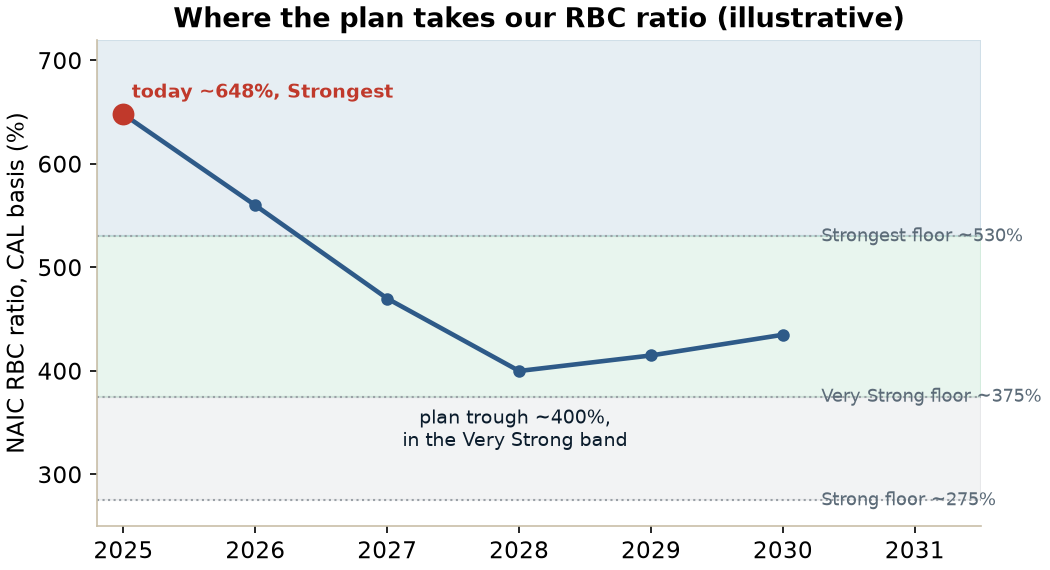 Where the plan takes our RBC ratio (illustrative)
NAIC RBC ratio, CAL basis (%)
700
600
500
400
300
today ~648%, Strongest
Strongest floor ~530%
Very Strong floor ~375%
plan trough ~400%,
in the Very Strong band
Strong floor ~275%
2025
2026
2027
2028
2029
2030
2031